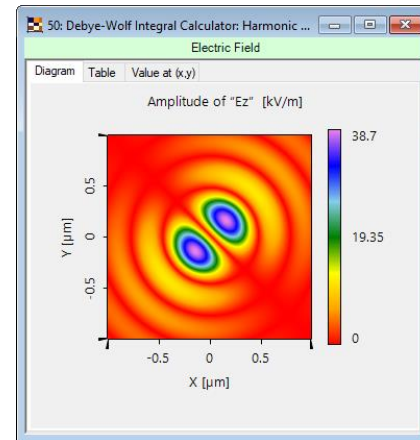 50: Debye-Wolf Integral Calculator: Harmonic ...
Electric Field
Diagram Table Value at (x,y)
Amplitude of "Ez" [kV/m]
38.7
19.35
0
0.5
0
-0.5
Y [µm]
-0.5 0 0.5
X [µm]